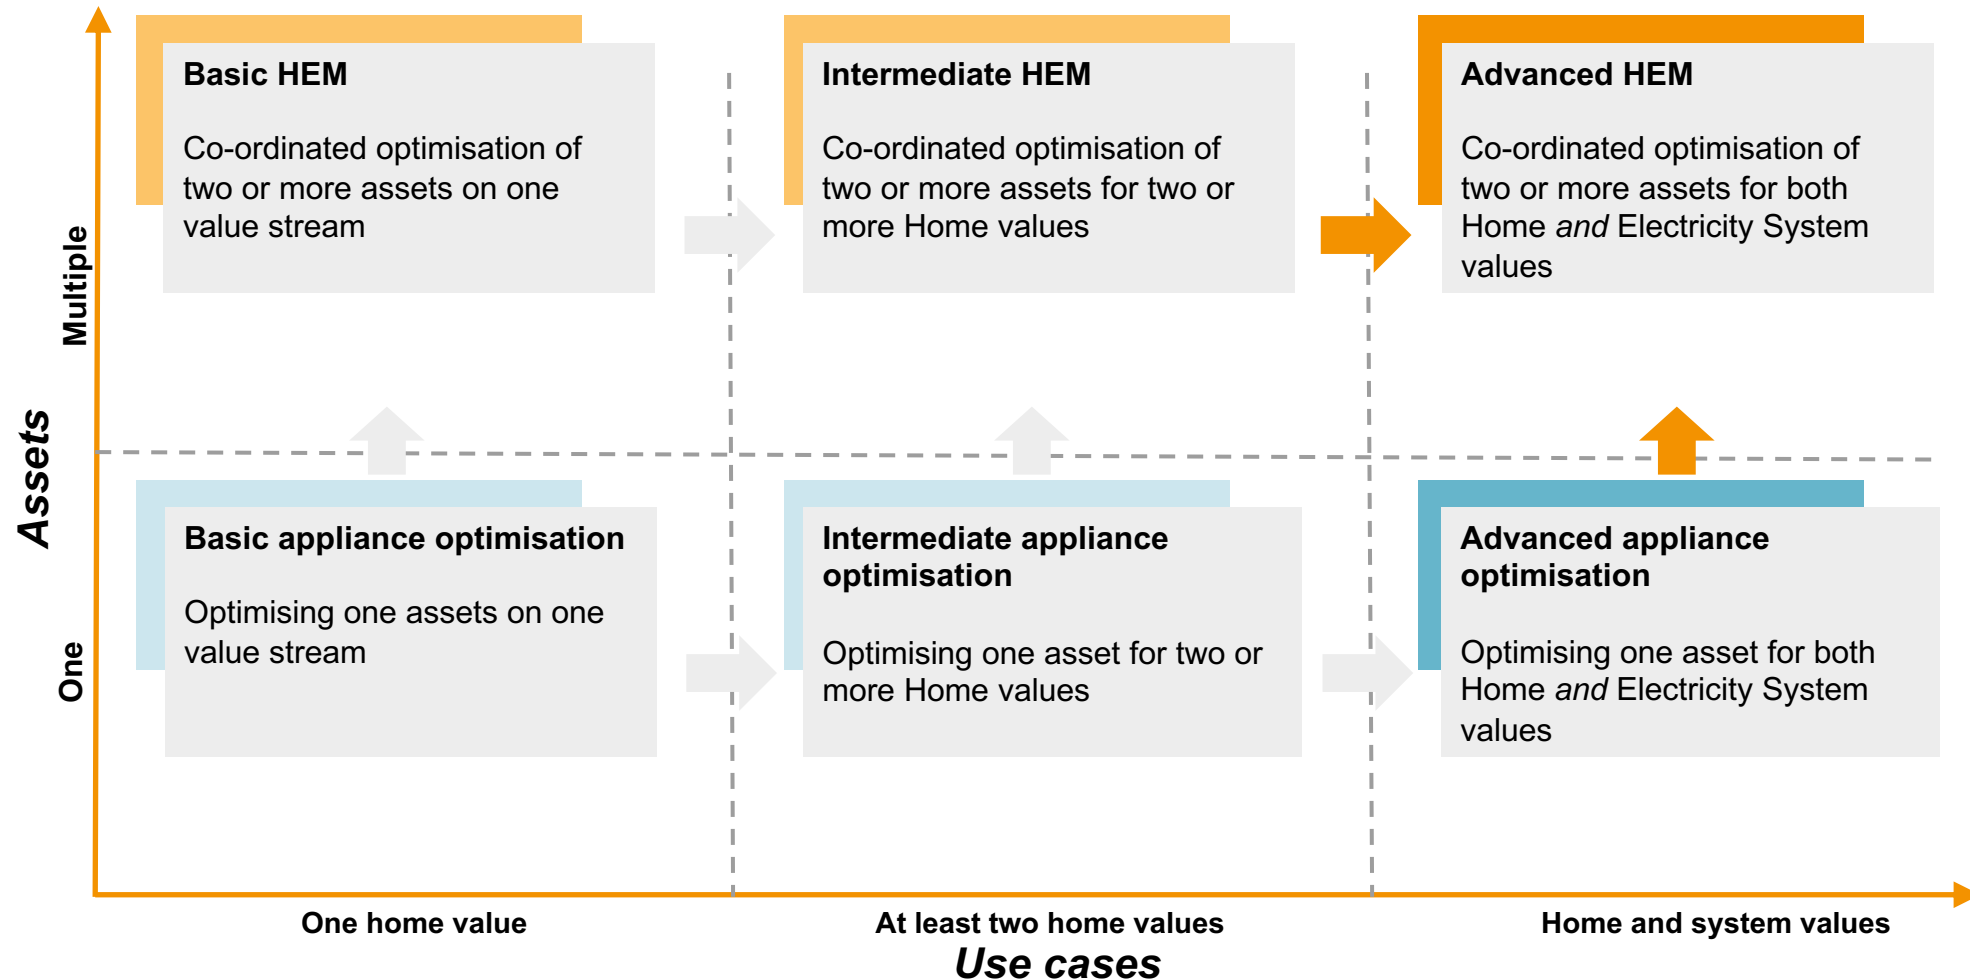 Basic HEM
Co-ordinated optimisation of
two or more assets on one
value stream
Intermediate HEM
Co-ordinated optimisation of
two or more assets for two or
more Home values
Advanced HEM
Co-ordinated optimisation of
two or more assets for both
Home and Electricity System
values
Multiple
Assets
One
Basic appliance optimisation
Optimising one assets on one
value stream
Intermediate appliance
optimisation
Optimising one asset for two or
more Home values
Advanced appliance
optimisation
Optimising one asset for both
Home and Electricity System
values
One home value
At least two home values
Home and system values
Use cases